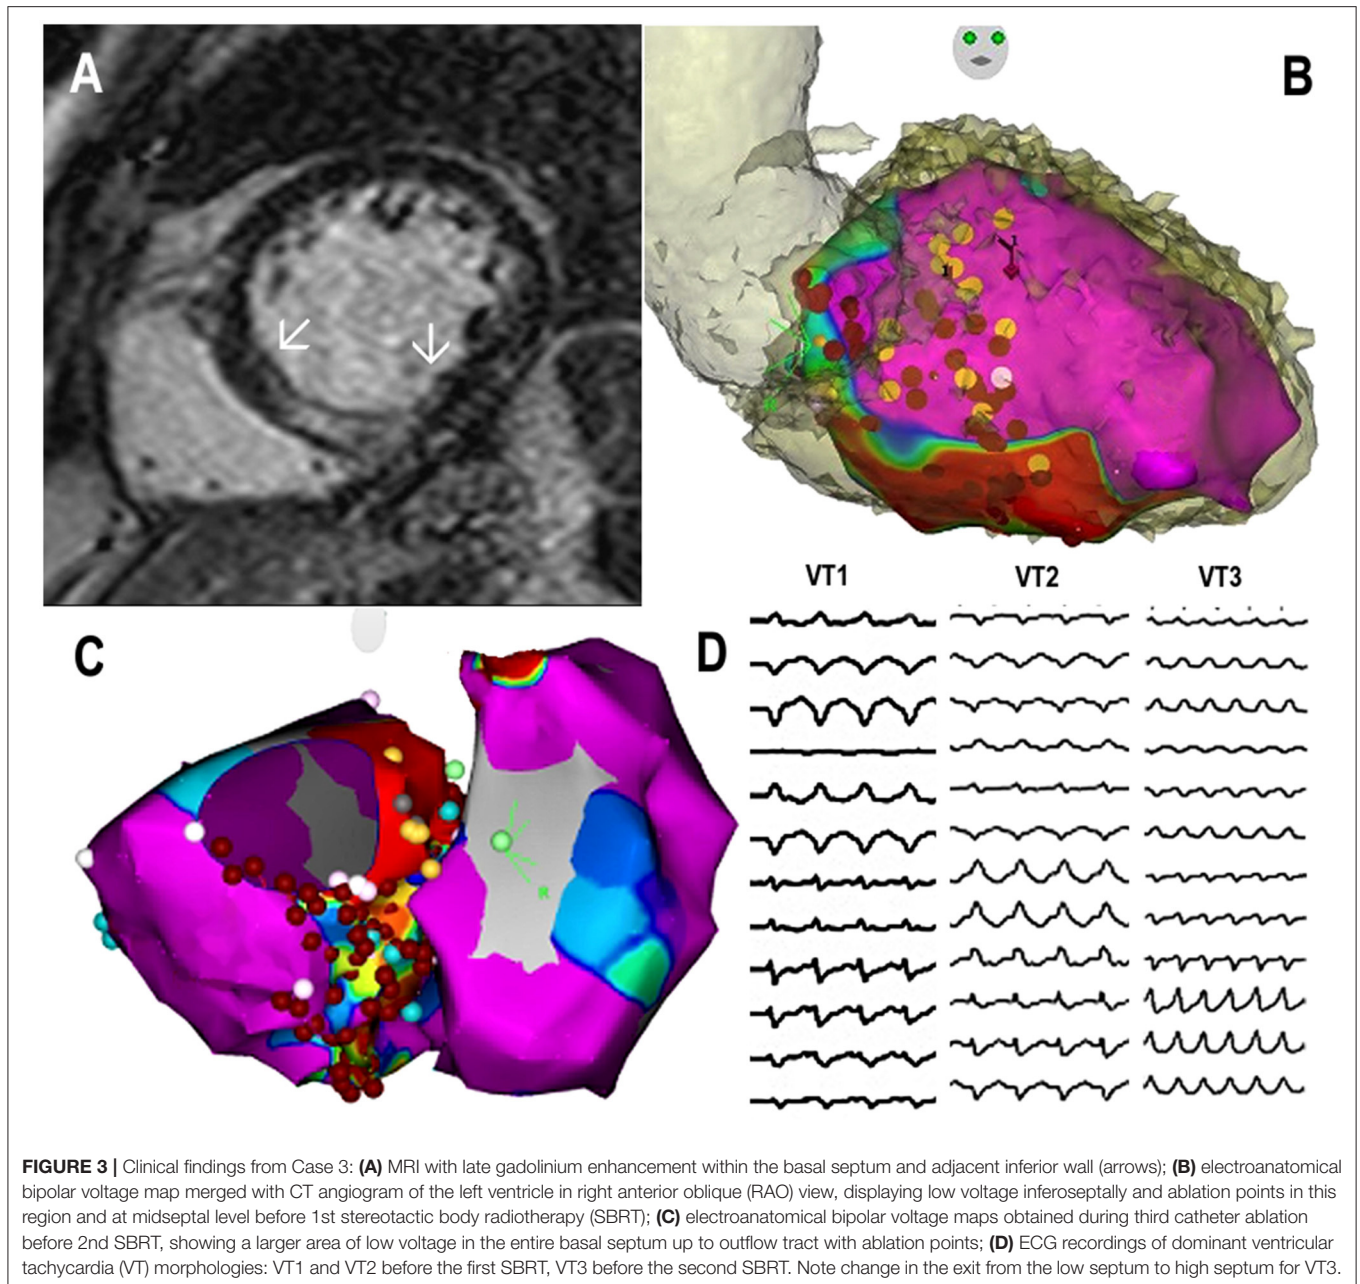 A
B
1
1
R
VT1 VT2 VT3
C
D
R
FIGURE 3 | Clinical findings from Case 3: (A) MRI with late gadolinium enhancement within the basal septum and adjacent inferior wall (arrows); (B) electroanatomical
bipolar voltage map merged with CT angiogram of the left ventricle in right anterior oblique (RAO) view, displaying low voltage inferoseptally and ablation points in this
region and at midseptal level before 1st stereotactic body radiotherapy (SBRT); (C) electroanatomical bipolar voltage maps obtained during third catheter ablation
before 2nd SBRT, showing a larger area of low voltage in the entire basal septum up to outflow tract with ablation points; (D) ECG recordings of dominant ventricular
tachycardia (VT) morphologies: VT1 and VT2 before the first SBRT, VT3 before the second SBRT. Note change in the exit from the low septum to high septum for VT3.